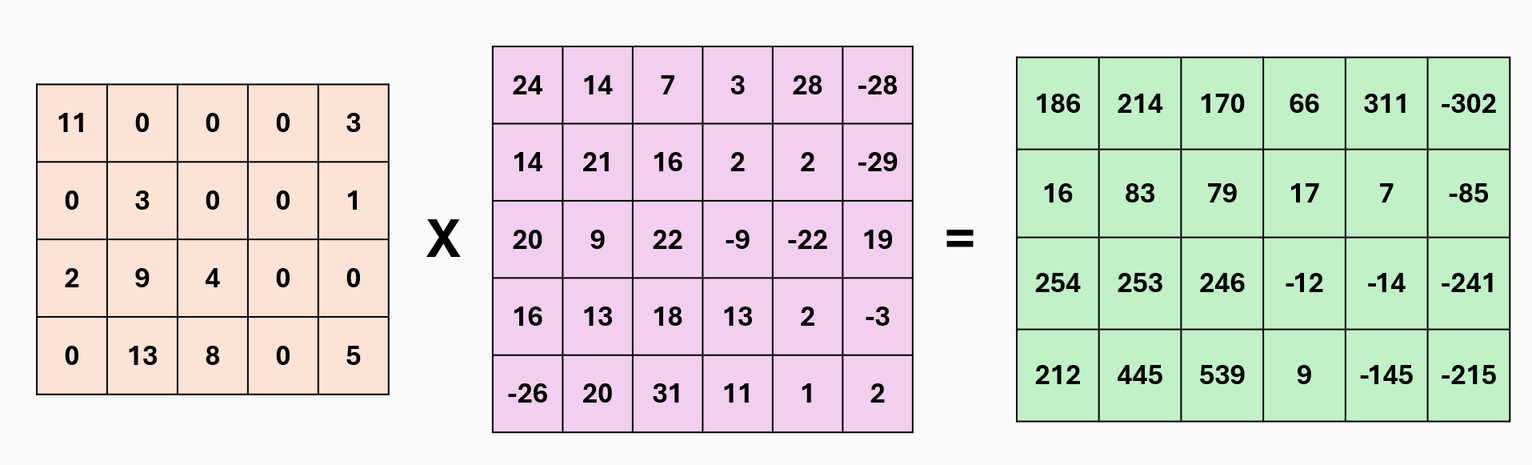 11 0 0 0 3
0 3 0 0 1
2 9 4 0 0
0 13 8 0 5
X
24 14 7 3 28 -28
14 21 16 2 2 -29
20 9 22 -9 -22 19
16 13 18 13 2 -3
-26 20 31 11 1 2
=
186 214 170 66 311 -302
16 83 79 17 7 -85
254 253 246 -12 -14 -241
212 445 539 9 -145 -215